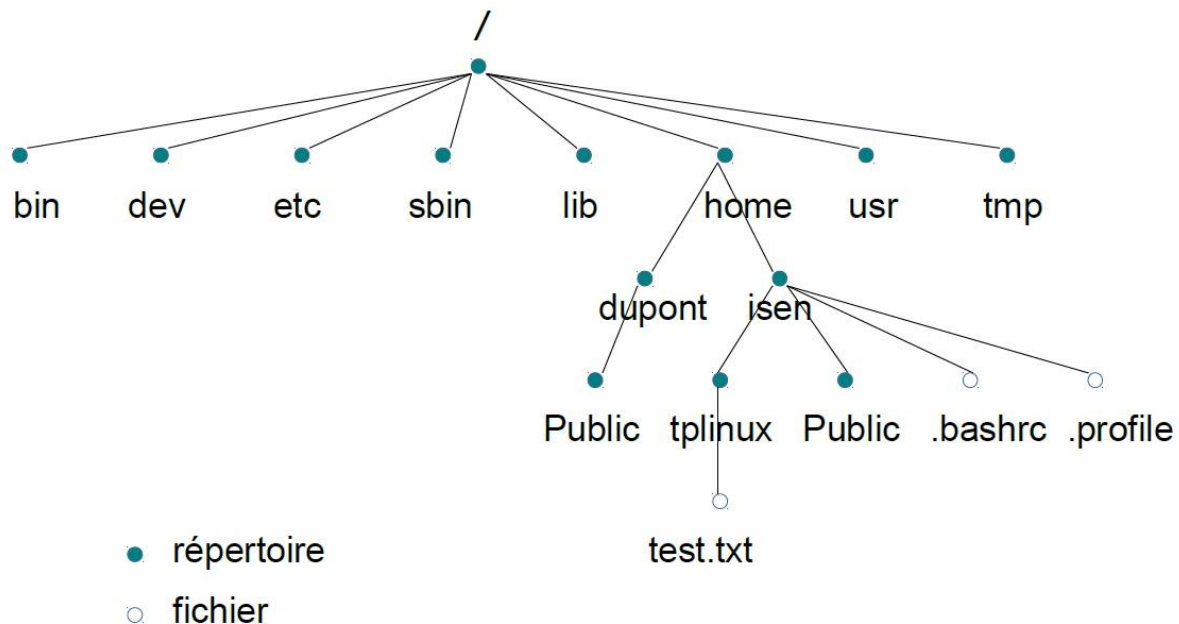 /
bin dev etc sbin lib home usr tmp
dupont isen
Public tplinux Public .bashrc .profile
test.txt
répertoire
fichier